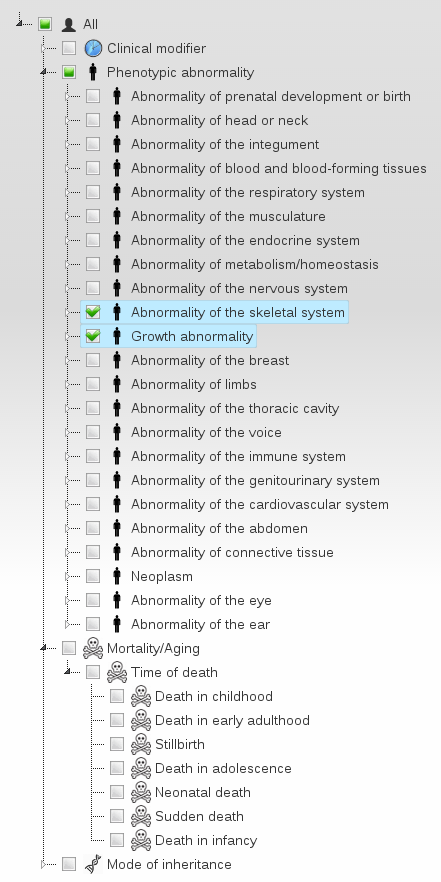 All
Clinical modifier
Phenotypic abnormality
Abnormality of prenatal development or birth
Abnormality of head or neck
Abnormality of the integument
Abnormality of blood and blood-forming tissues
Abnormality of the respiratory system
Abnormality of the musculature
Abnormality of the endocrine system
Abnormality of metabolism/homeostasis
Abnormality of the nervous system
Abnormality of the skeletal system
Growth abnormality
Abnormality of the breast
Abnormality of limbs
Abnormality of the thoracic cavity
Abnormality of the voice
Abnormality of the immune system
Abnormality of the genitourinary system
Abnormality of the cardiovascular system
Abnormality of the abdomen
Abnormality of connective tissue
Neoplasm
Abnormality of the eye
Abnormality of the ear
Mortality/Aging
Time of death
Death in childhood
Death in early adulthood
Stillbirth
Death in adolescence
Neonatal death
Sudden death
Death in infancy
Mode of inheritance